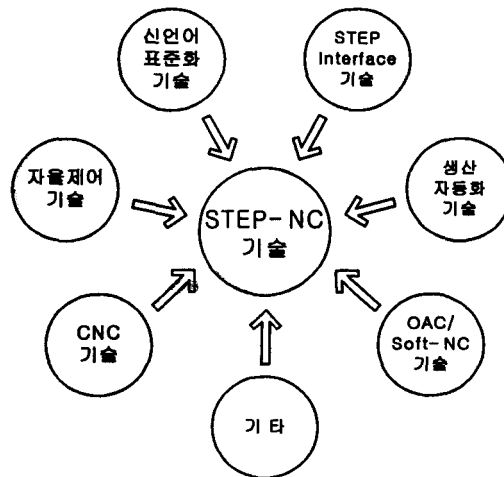 신언어
표준화
기술
STEP
Interface
기술
자율제어
기술
생산
자동화
기술
STEP-NC
기술
CNC
기술
OAC/
Soft-NC
기술
기 타